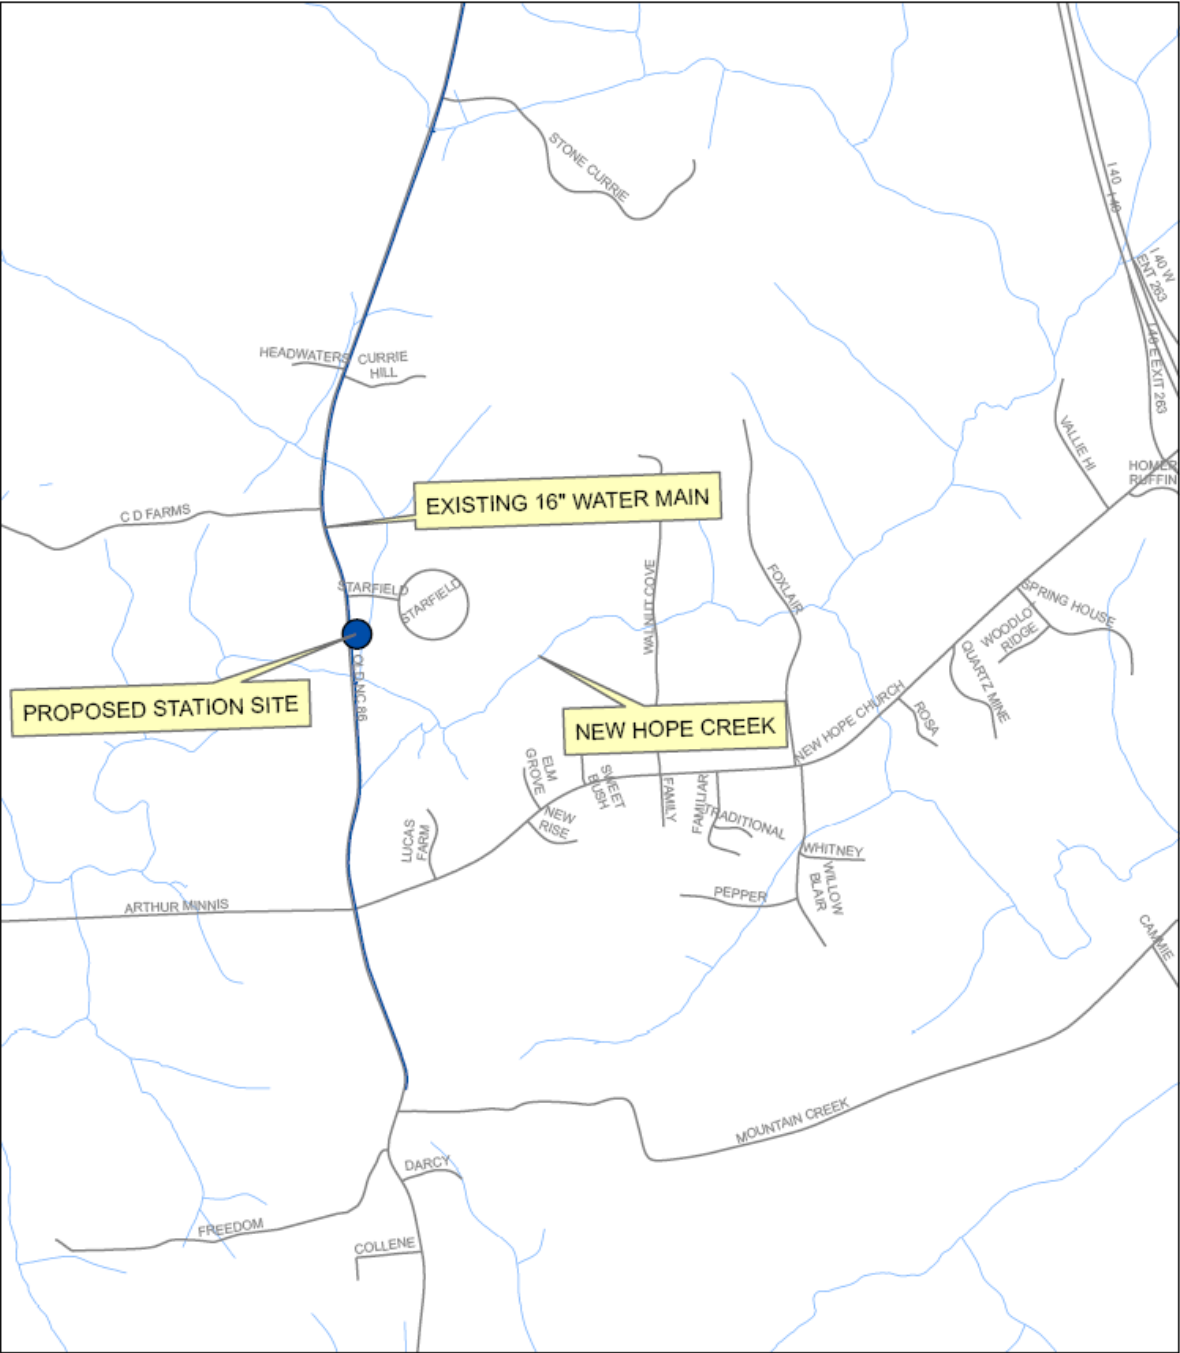 STONE CURRIE
I 40
I 40
I 40 W
ENT 263
I 40 E EXIT 263
HEADWATERS
CURRIE
HILL
VALLIE HI
HOMER
RUFFIN
C D FARMS
EXISTING 16" WATER MAIN
STARFIELD
STARFIELD
WALNUT COVE
FOXLAIR
SPRING HOUSE
WOODLOT
RIDGE
QUARTZ MINE
OLD NC 86
PROPOSED STATION SITE
NEW HOPE CREEK
NEW HOPE CHURCH
ROSA
ELM
GROVE
SWEET
BUSH
FAMILY
FAMILIAR
TRADITIONAL
NEW
RISE
LUCAS
FARM
WHITNEY
WILLOW
BLAIR
PEPPER
ARTHUR MINNIS
CAMMIE
MOUNTAIN CREEK
DARCY
FREEDOM
COLLENE